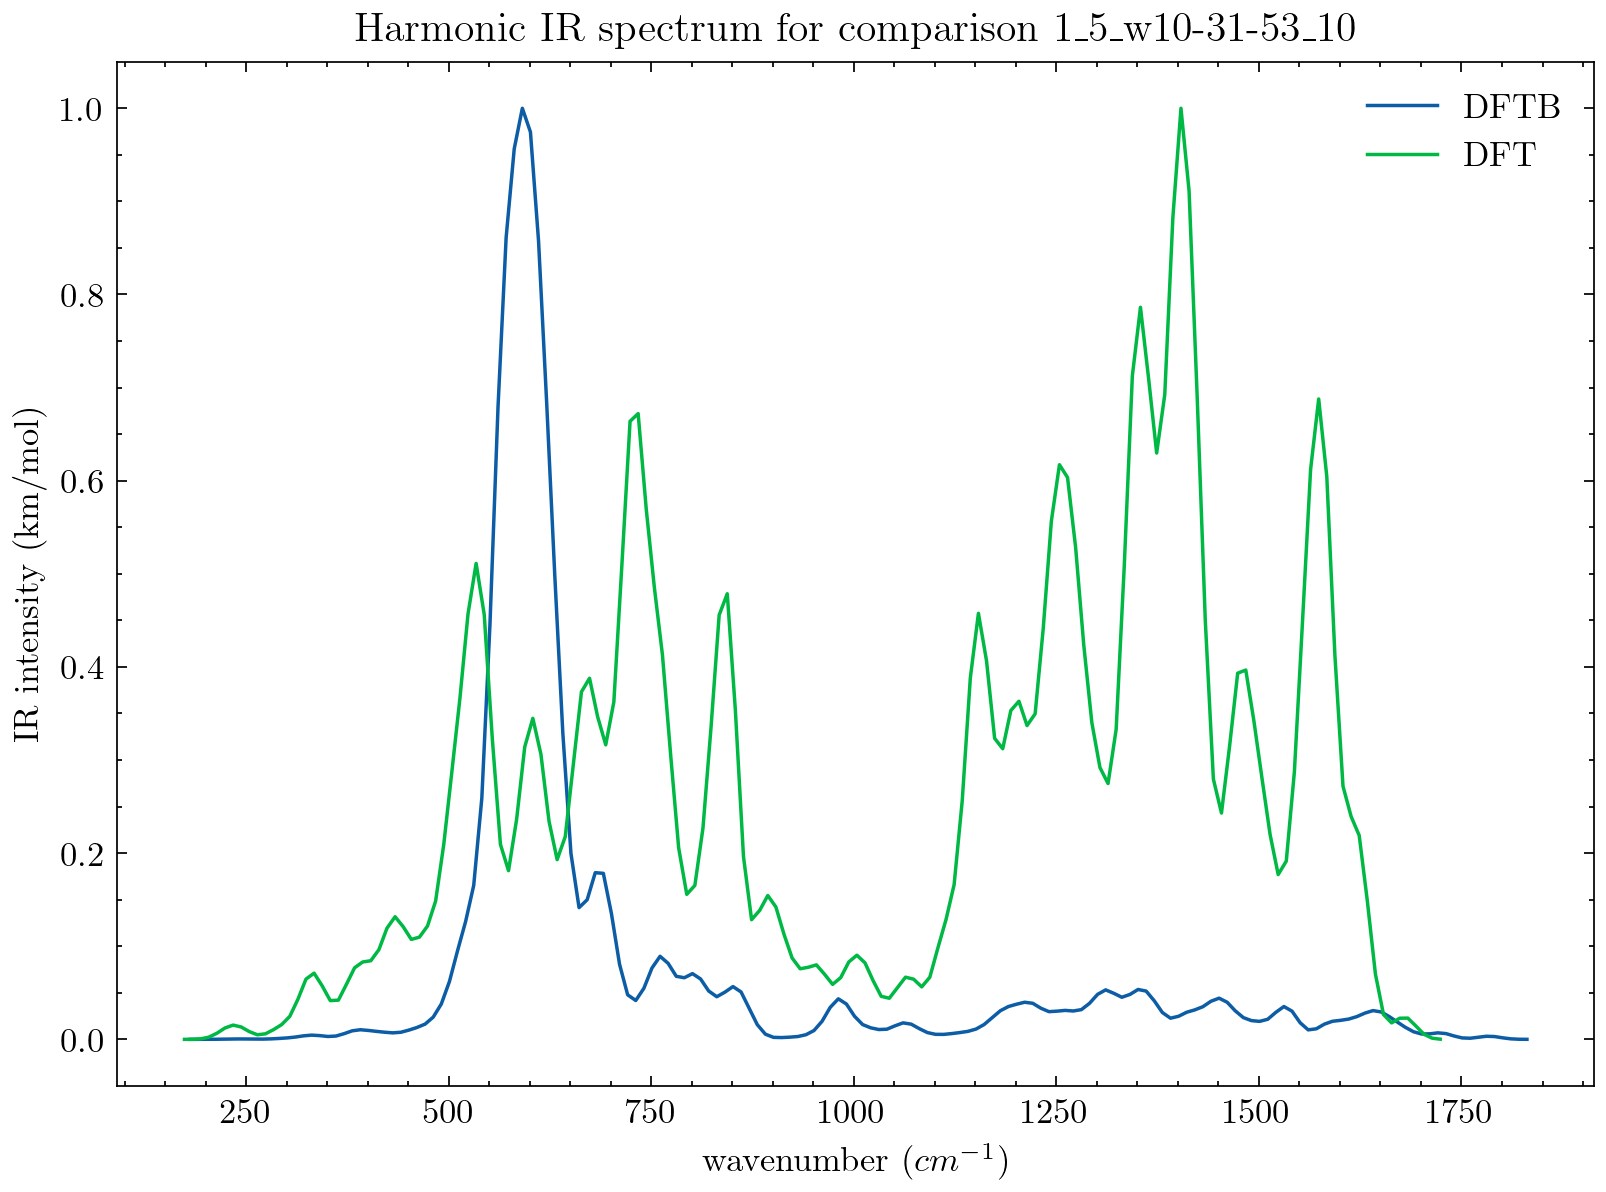 Harmonic IR spectrum for comparison 1_5_w10-31-53_10
DFTB
DFT
IR intensity (km/mol)
1.0
0.8
0.6
0.4
0.2
0.0
250 500 750 1000 1250 1500 1750
wavenumber (cm⁻¹)